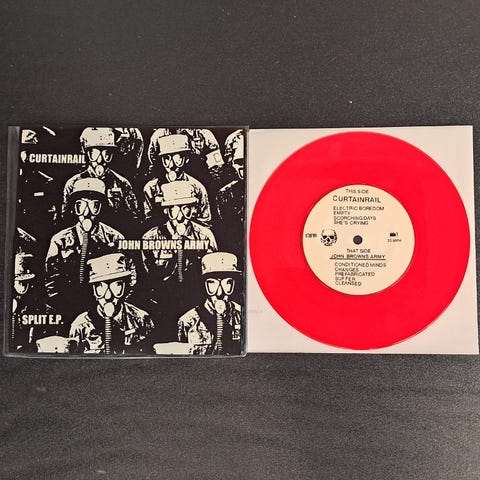 CURTAINRAIL
JOHN BROWNS ARMY
SPLIT E.P.
THIS SIDE
CURTAINRAIL
ELECTRIC BOREDOM
EMPTY
SCORCHING DAYS
SHE'S CRYING
THAT SIDE
JOHN BROWNS ARMY
33 RPM
CONDITIONED MINDS
CHANGES
PREFABRICATED
SUFFER
CLEANSED